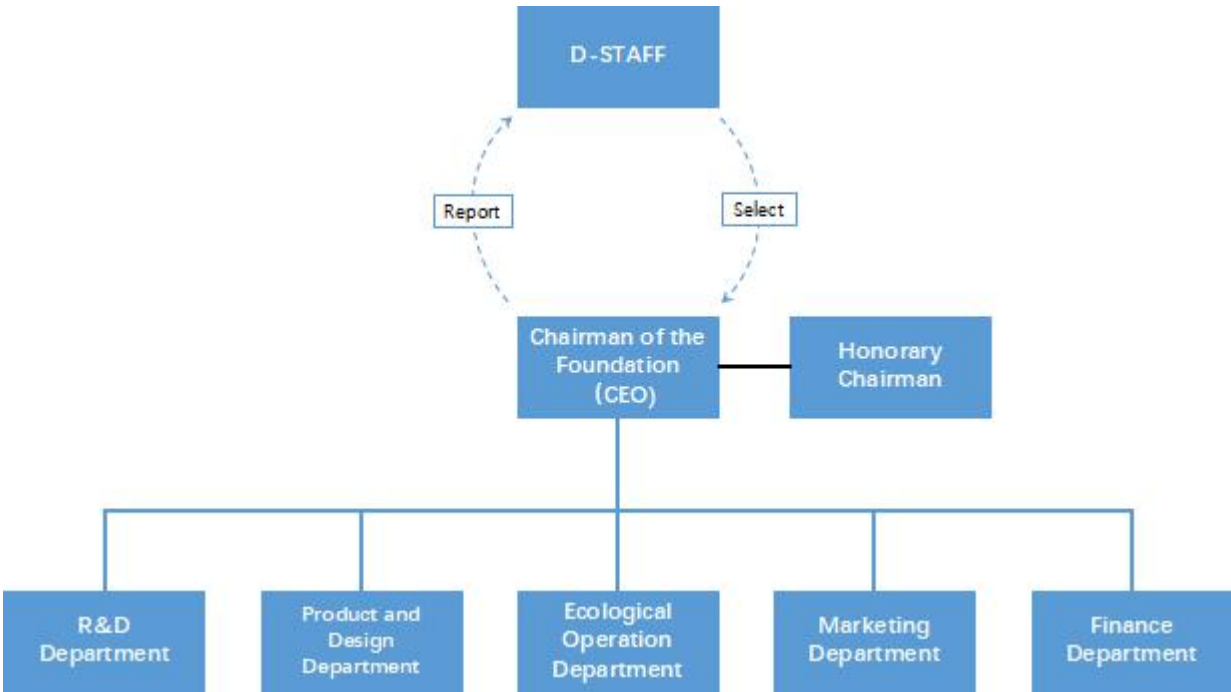 D-STAFF
Report
Select
Chairman of the
Foundation
(CEO)
Honorary
Chairman
R&D
Department
Product and
Design
Department
Ecological
Operation
Department
Marketing
Department
Finance
Department